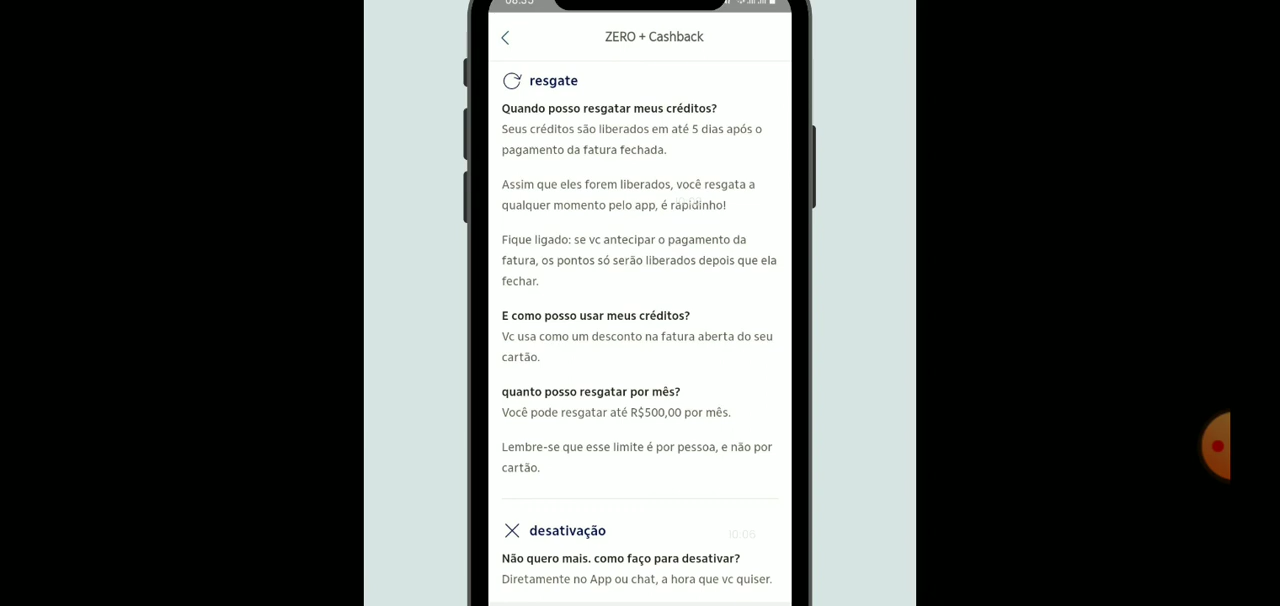 ZERO + Cashback
resgate
Quando posso resgatar meus créditos?
Seus créditos são liberados em até 5 dias após o
pagamento da fatura fechada.
Assim que eles forem liberados, você resgata a
qualquer momento pelo app, é rapidinho!
Fique ligado: se vc antecipar o pagamento da
fatura, os pontos só serão liberados depois que ela
fechar.
E como posso usar meus créditos?
Vc usa como um desconto na fatura aberta do seu
cartão.
quanto posso resgatar por mês?
Você pode resgatar até R$500,00 por mês.
Lembre-se que esse limite é por pessoa, e não por
cartão.
desativação
10:06
Não quero mais. como faço para desativar?
Diretamente no App ou chat, a hora que vc quiser.